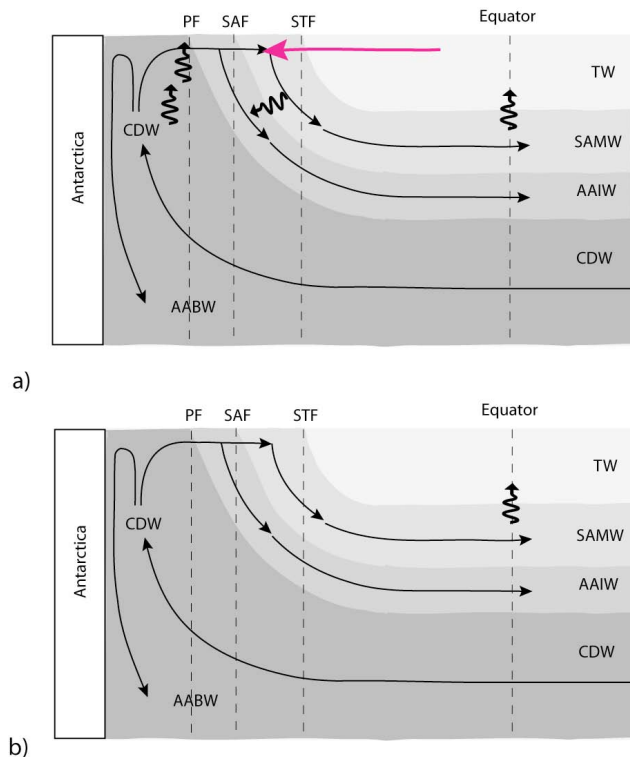 PF SAF STF Equator
TW
CDW
SAMW
Antarctica
AAIW
CDW
AABW
a)
PF SAF STF Equator
TW
CDW
SAMW
Antarctica
AAIW
CDW
AABW
b)